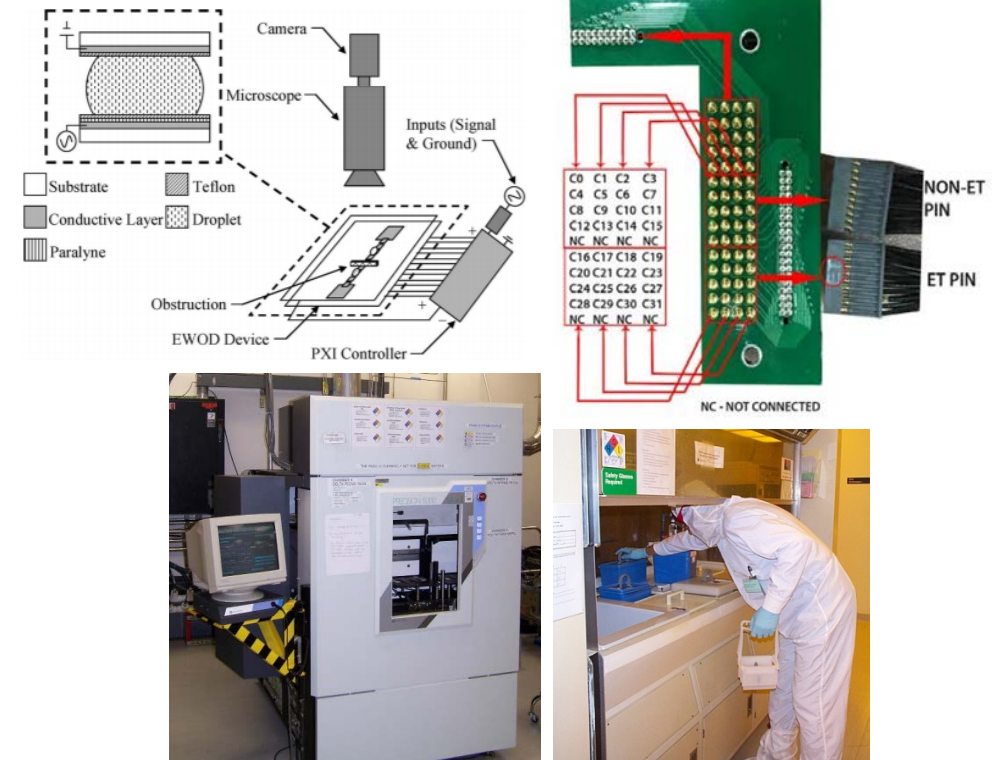 Camera
Microscope
Inputs (Signal
& Ground)
Substrate
Teflon
Conductive Layer
Droplet
Paralyne
Obstruction
EWOD Device
PXI Controller
C0 C1 C2 C3
C4 C5 C6 C7
C8 C9 C10 C11
C12 C13 C14 C15
NC NC NC NC
C16 C17 C18 C19
C20 C21 C22 C23
C24 C25 C26 C27
C28 C29 C30 C31
NC NC NC NC
NON-ET
PIN
ET PIN
NC - NOT CONNECTED
PRECISION 5000
Safety Glasses
Required